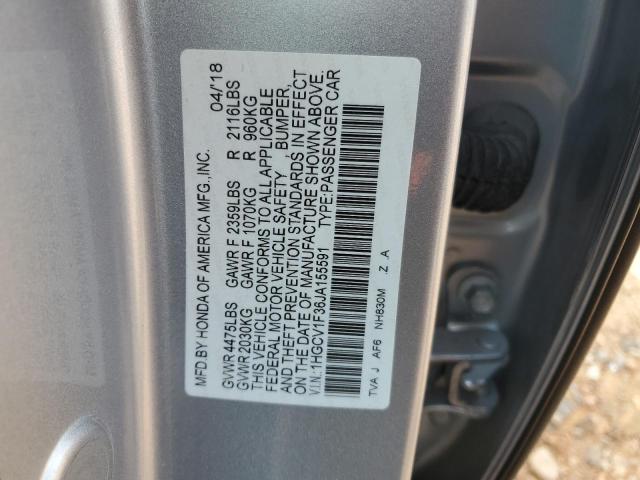 MFD.BY HONDA OF AMERICA MFG.,INC. 04/18
GVWR 4475LBS GAWR F 2359LBS R 2116LBS
GVWR 2030KG GAWR F 1070KG R 960KG
THIS VEHICLE CONFORMS TO ALL APPLICABLE
FEDERAL MOTOR VEHICLE SAFETY BUMPER,
AND THEFT PREVENTION STANDARDS IN EFFECT
ON THE DATE OF MANUFACTURE SHOWN ABOVE.
V.I.N.:1HGCV1F36JA155591 TYPE:PASSENGER CAR
TVA J AF6 NH830M Z A